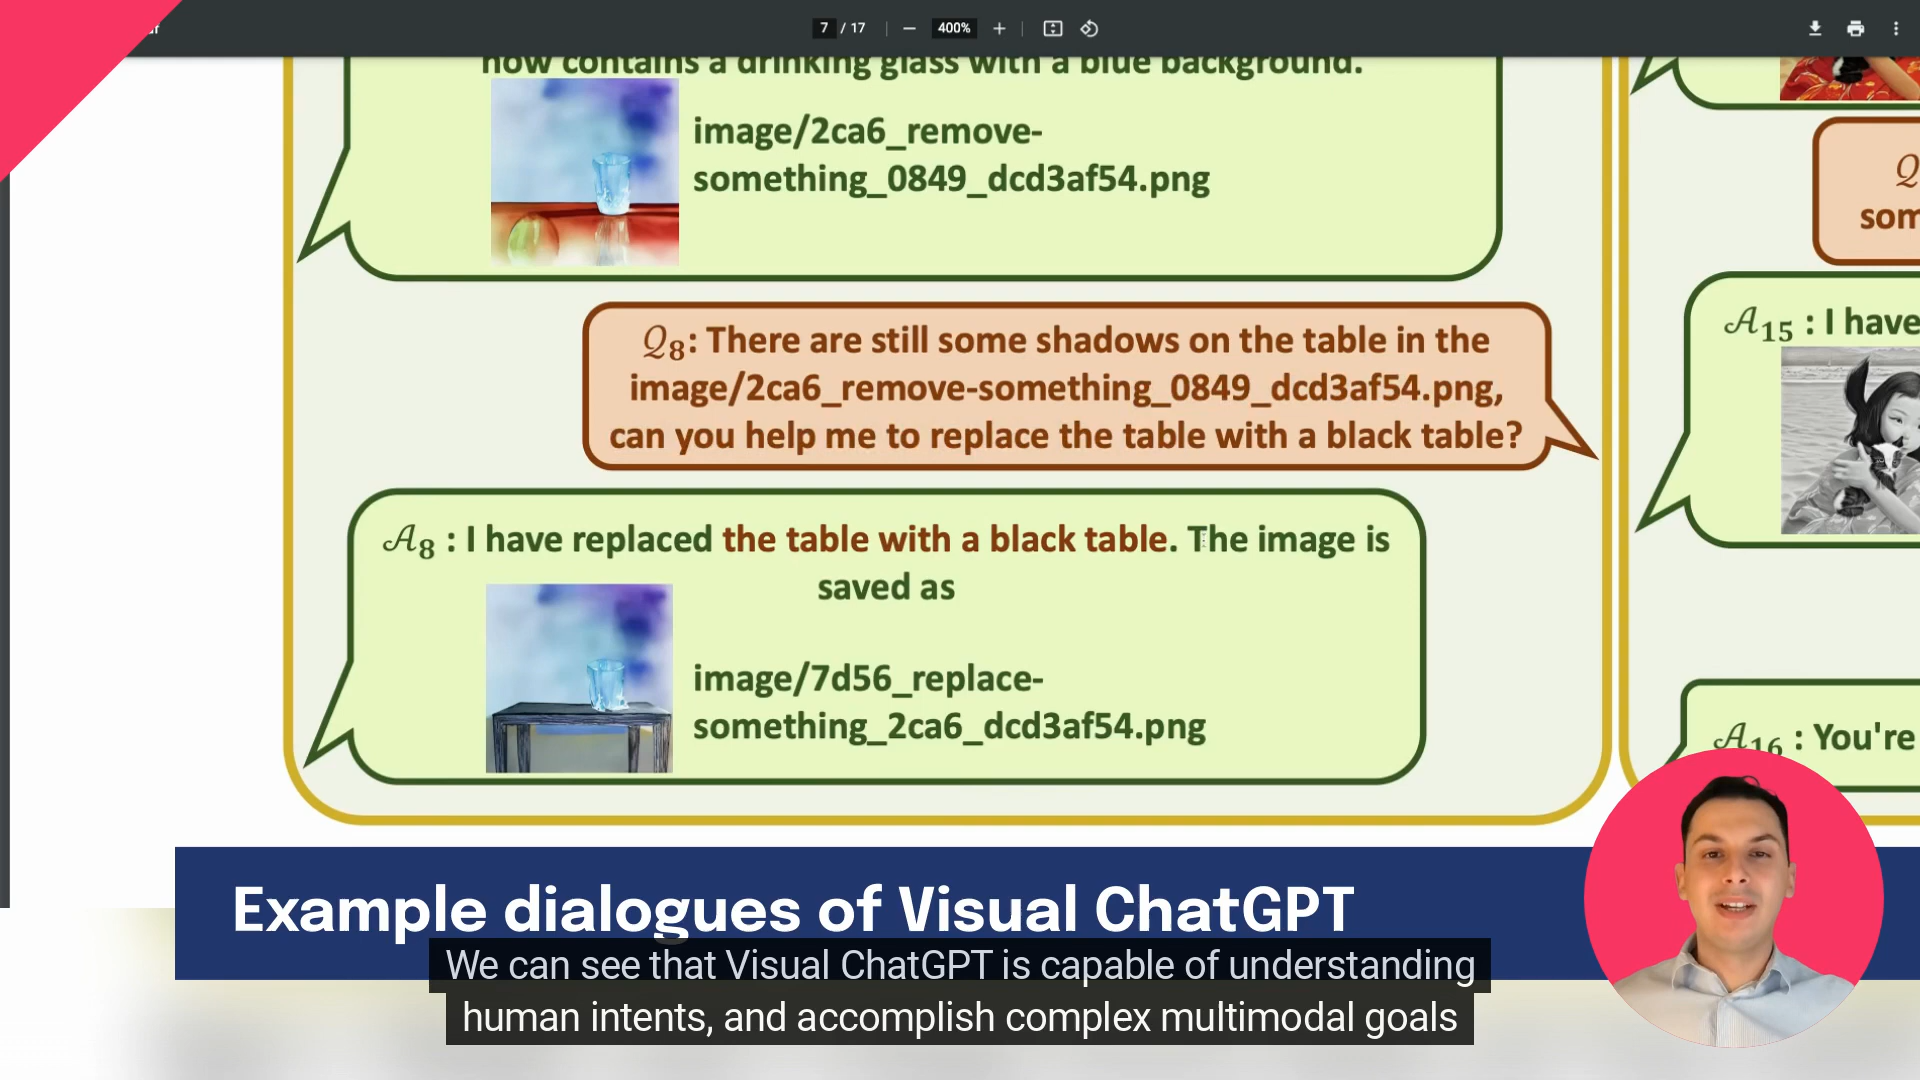 7 / 17
400%
now contains a drinking glass with a blue background.
image/2ca6_remove-
something_0849_dcd3af54.png
𝒬8: There are still some shadows on the table in the
image/2ca6_remove-something_0849_dcd3af54.png,
can you help me to replace the table with a black table?
𝒜8 : I have replaced the table with a black table. The image is
saved as
image/7d56_replace-
something_2ca6_dcd3af54.png
𝒬
som
𝒜15 : I have
𝒜16 : You're
Example dialogues of Visual ChatGPT
We can see that Visual ChatGPT is capable of understanding
human intents, and accomplish complex multimodal goals